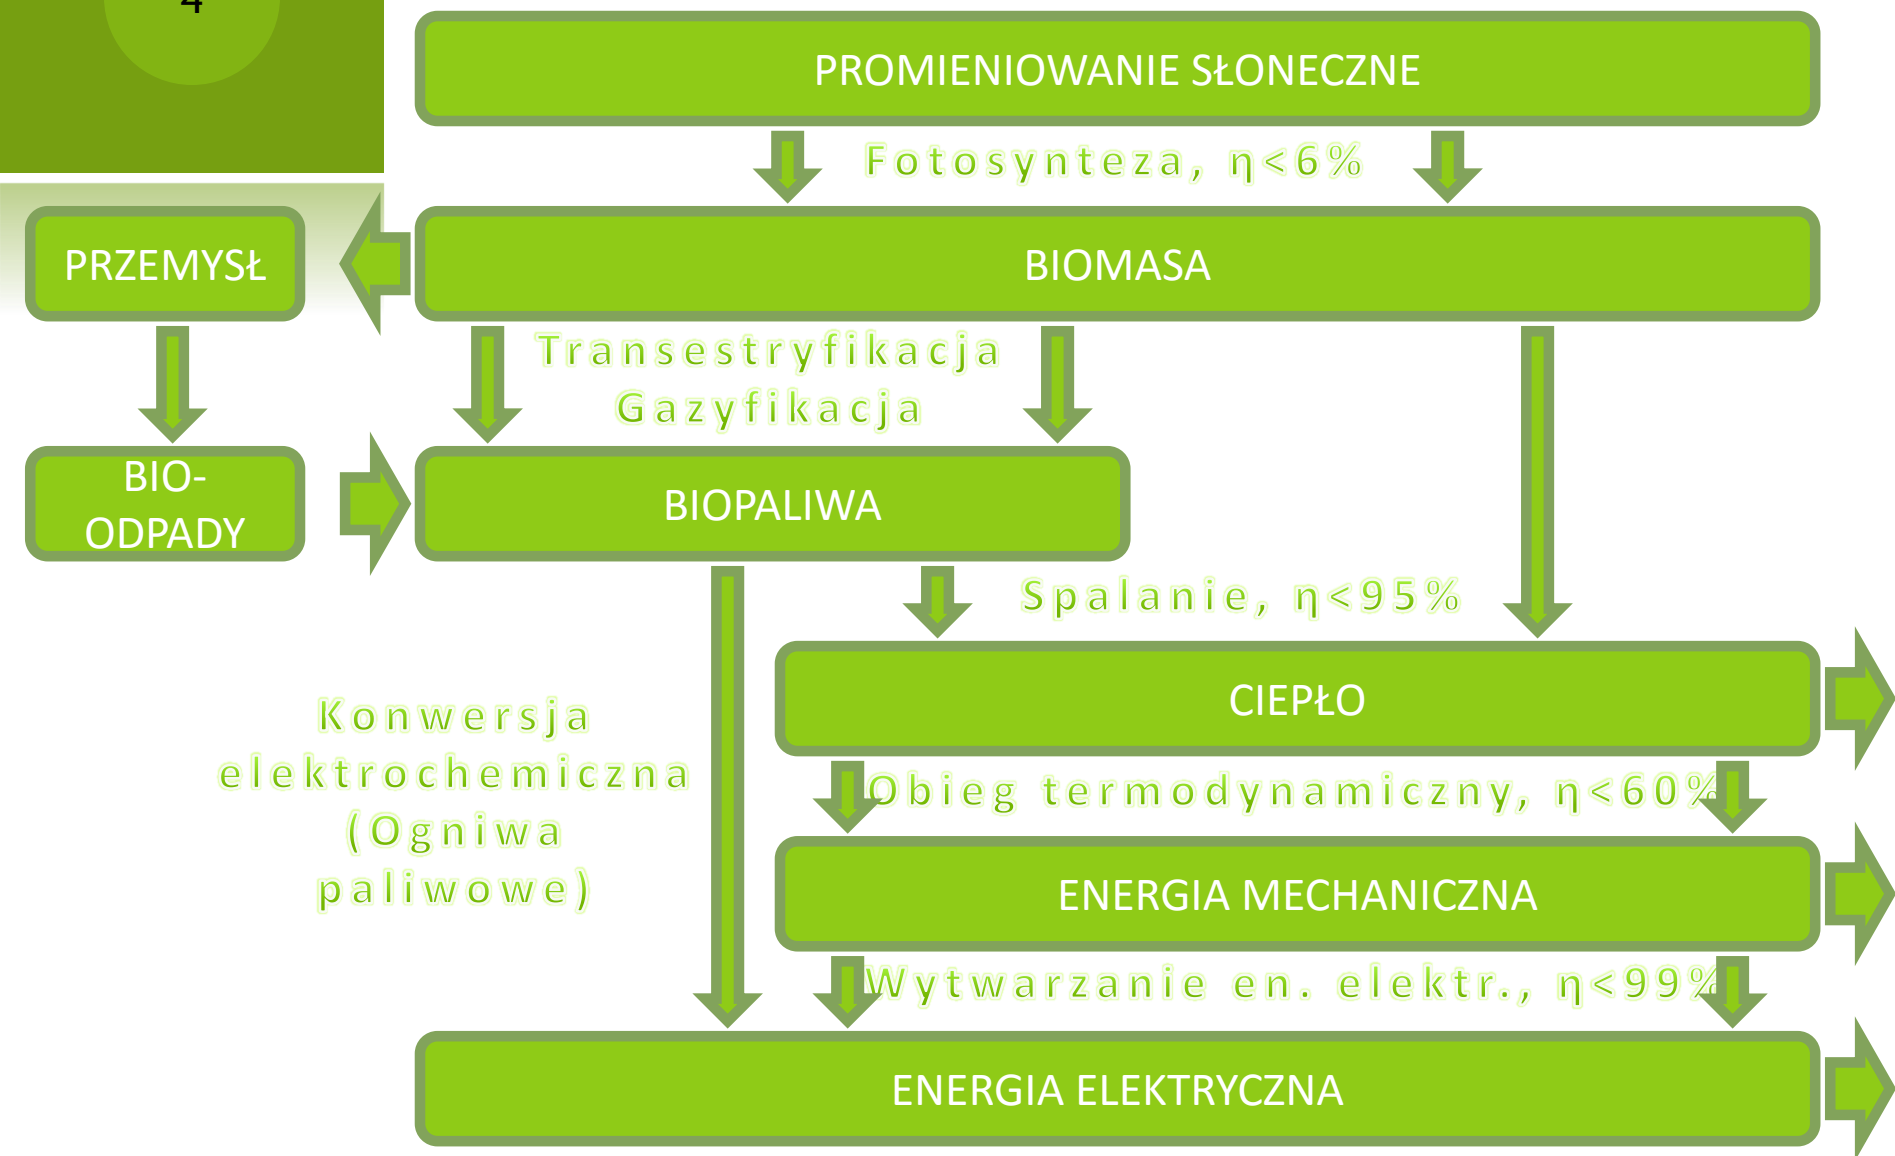 4
PROMIENIOWANIE SŁONECZNE
Fotosynteza, η<6%
PRZEMYSŁ
BIOMASA
Transestryfikacja
Gazyfikacja
BIO-
ODPADY
BIOPALIWA
Spalanie, η<95%
CIEPŁO
Konwersja
elektrochemiczna
(Ogniwa
paliwowe)
Obieg termodynamiczny, η<60%
ENERGIA MECHANICZNA
Wytwarzanie en. elektr., η<99%
ENERGIA ELEKTRYCZNA